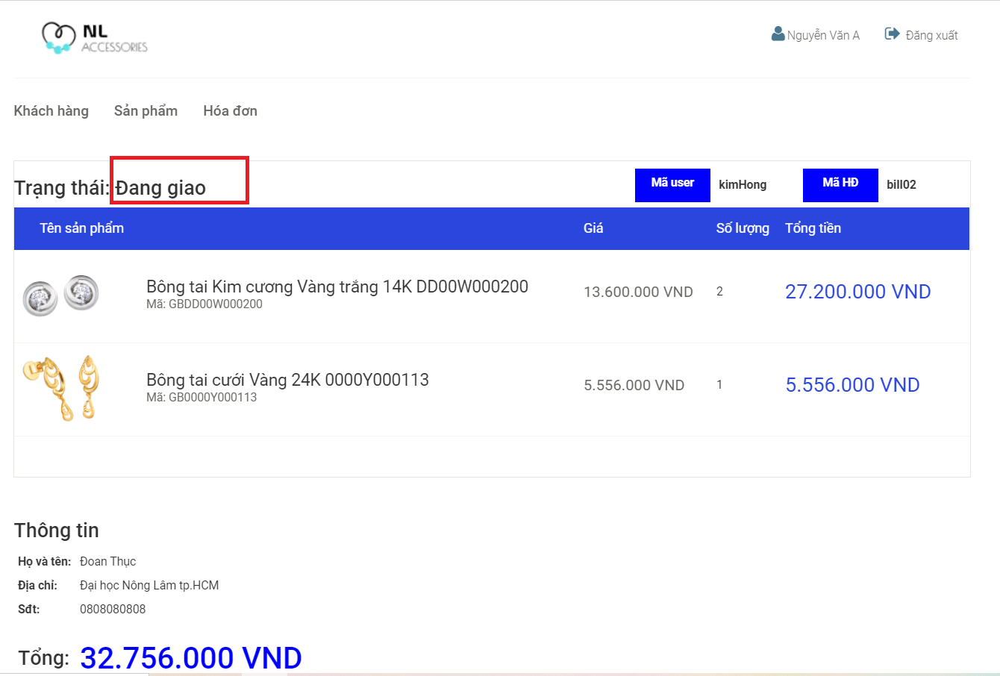 NL
ACCESSORIES
Nguyễn Văn A
Đăng xuất
Khách hàng Sản phẩm Hóa đơn
Trạng thái: Đang giao
Mã user kimHong Mã HĐ bill02
Tên sản phẩm Giá Số lượng Tổng tiền
Bông tai Kim cương Vàng trắng 14K DD00W000200
Mã: GBDD00W000200
13.600.000 VND 2 27.200.000 VND
Bông tai cưới Vàng 24K 0000Y000113
Mã: GB0000Y000113
5.556.000 VND 1 5.556.000 VND
Thông tin
Họ và tên: Đoan Thục
Địa chỉ: Đại học Nông Lâm tp.HCM
Sđt: 0808080808
Tổng: 32.756.000 VND